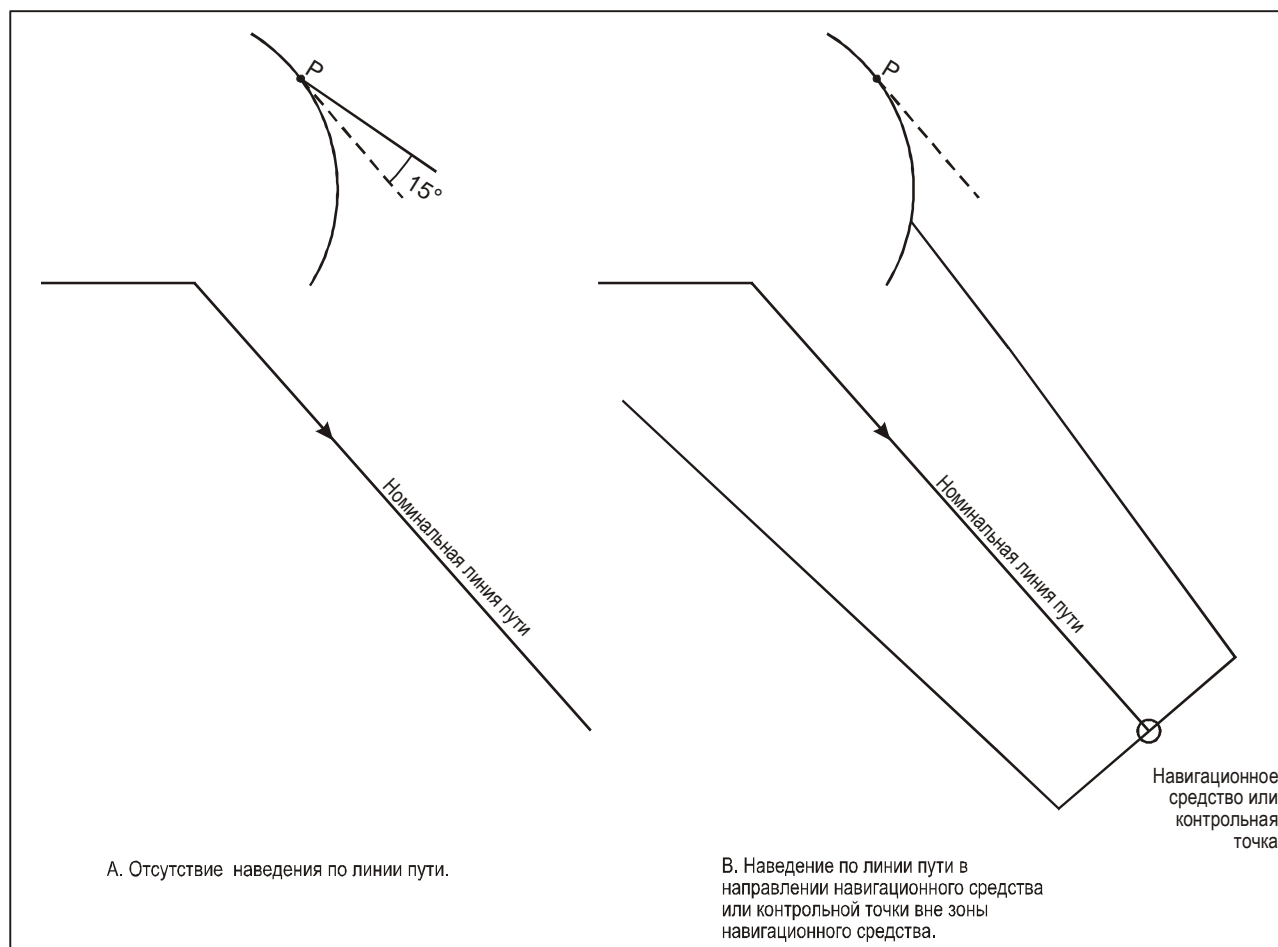 P
15°
Номинальная линия пути
А. Отсутствие наведения по линии пути.
P
Номинальная линия пути
Навигационное
средство или
контрольная
точка
В. Наведение по линии пути в
направлении навигационного средства
или контрольной точки вне зоны
навигационного средства.